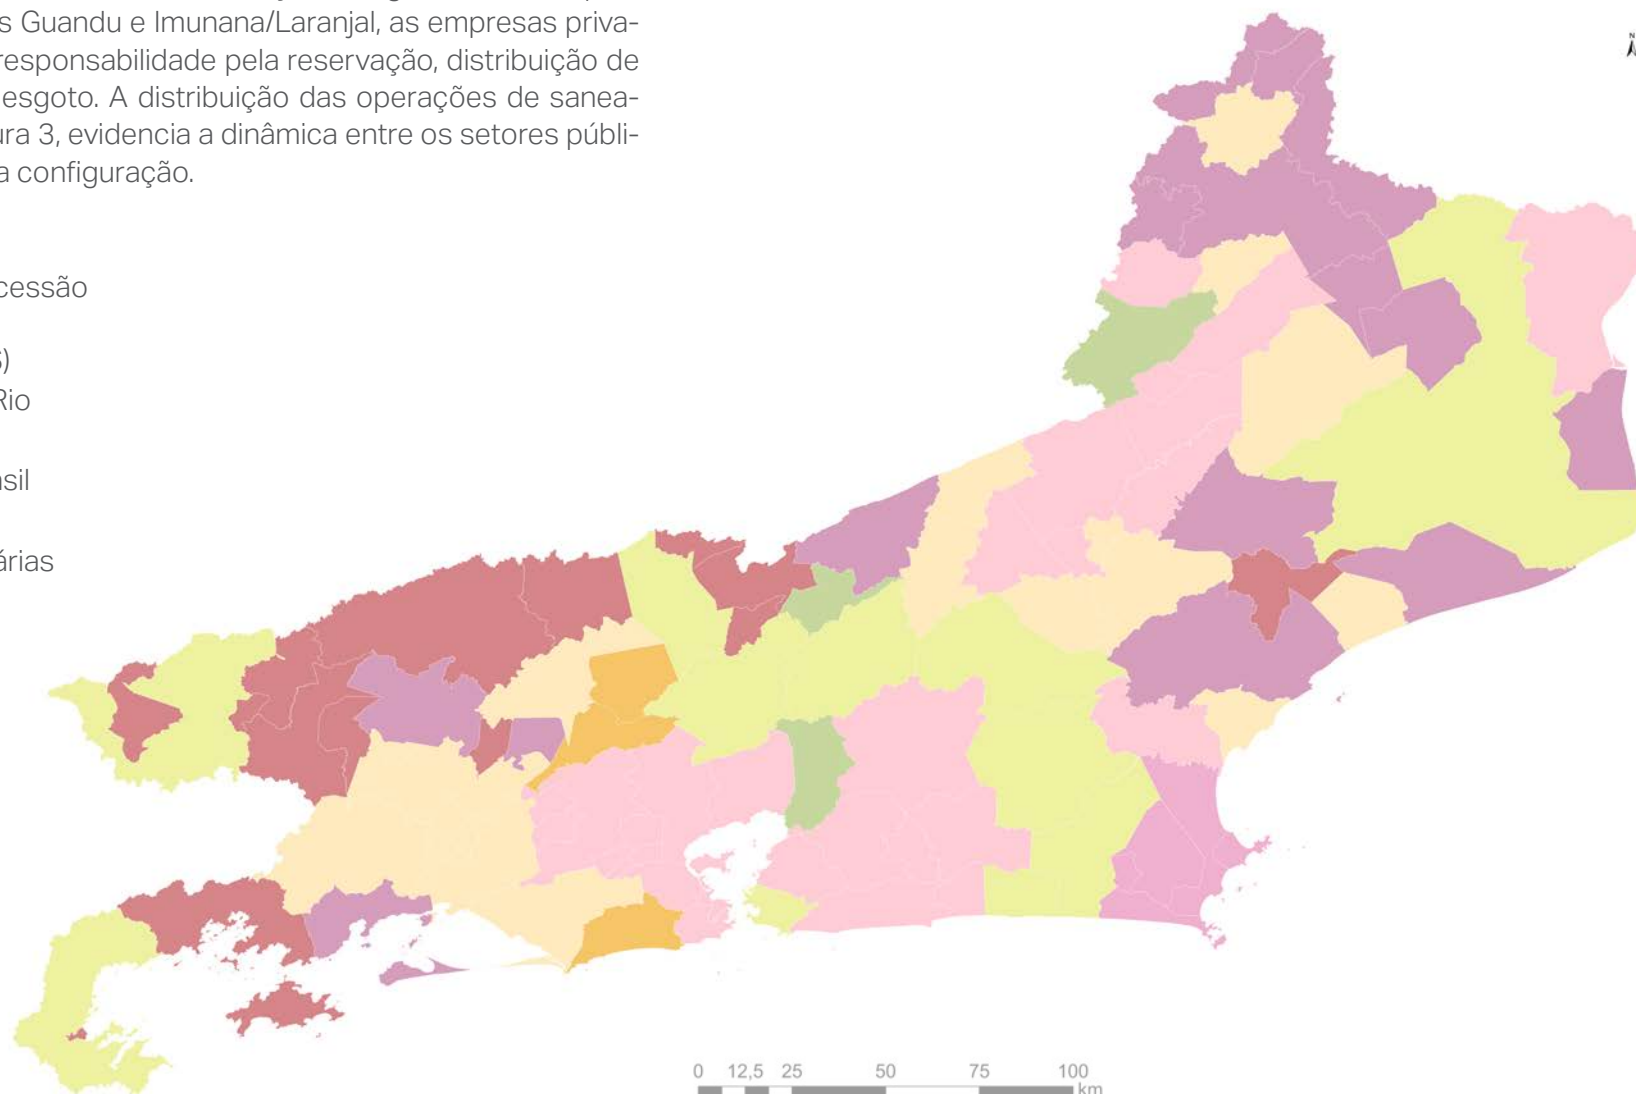 s Guandu e Imunana/Laranjal, as empresas priva-
responsabilidade pela reservação, distribuição de
esgoto. A distribuição das operações de sanea-
ura 3, evidencia a dinâmica entre os setores públi-
a configuração.
cessão
S)
Rio
asil
árias
N
0 12,5 25 50 75 100
km